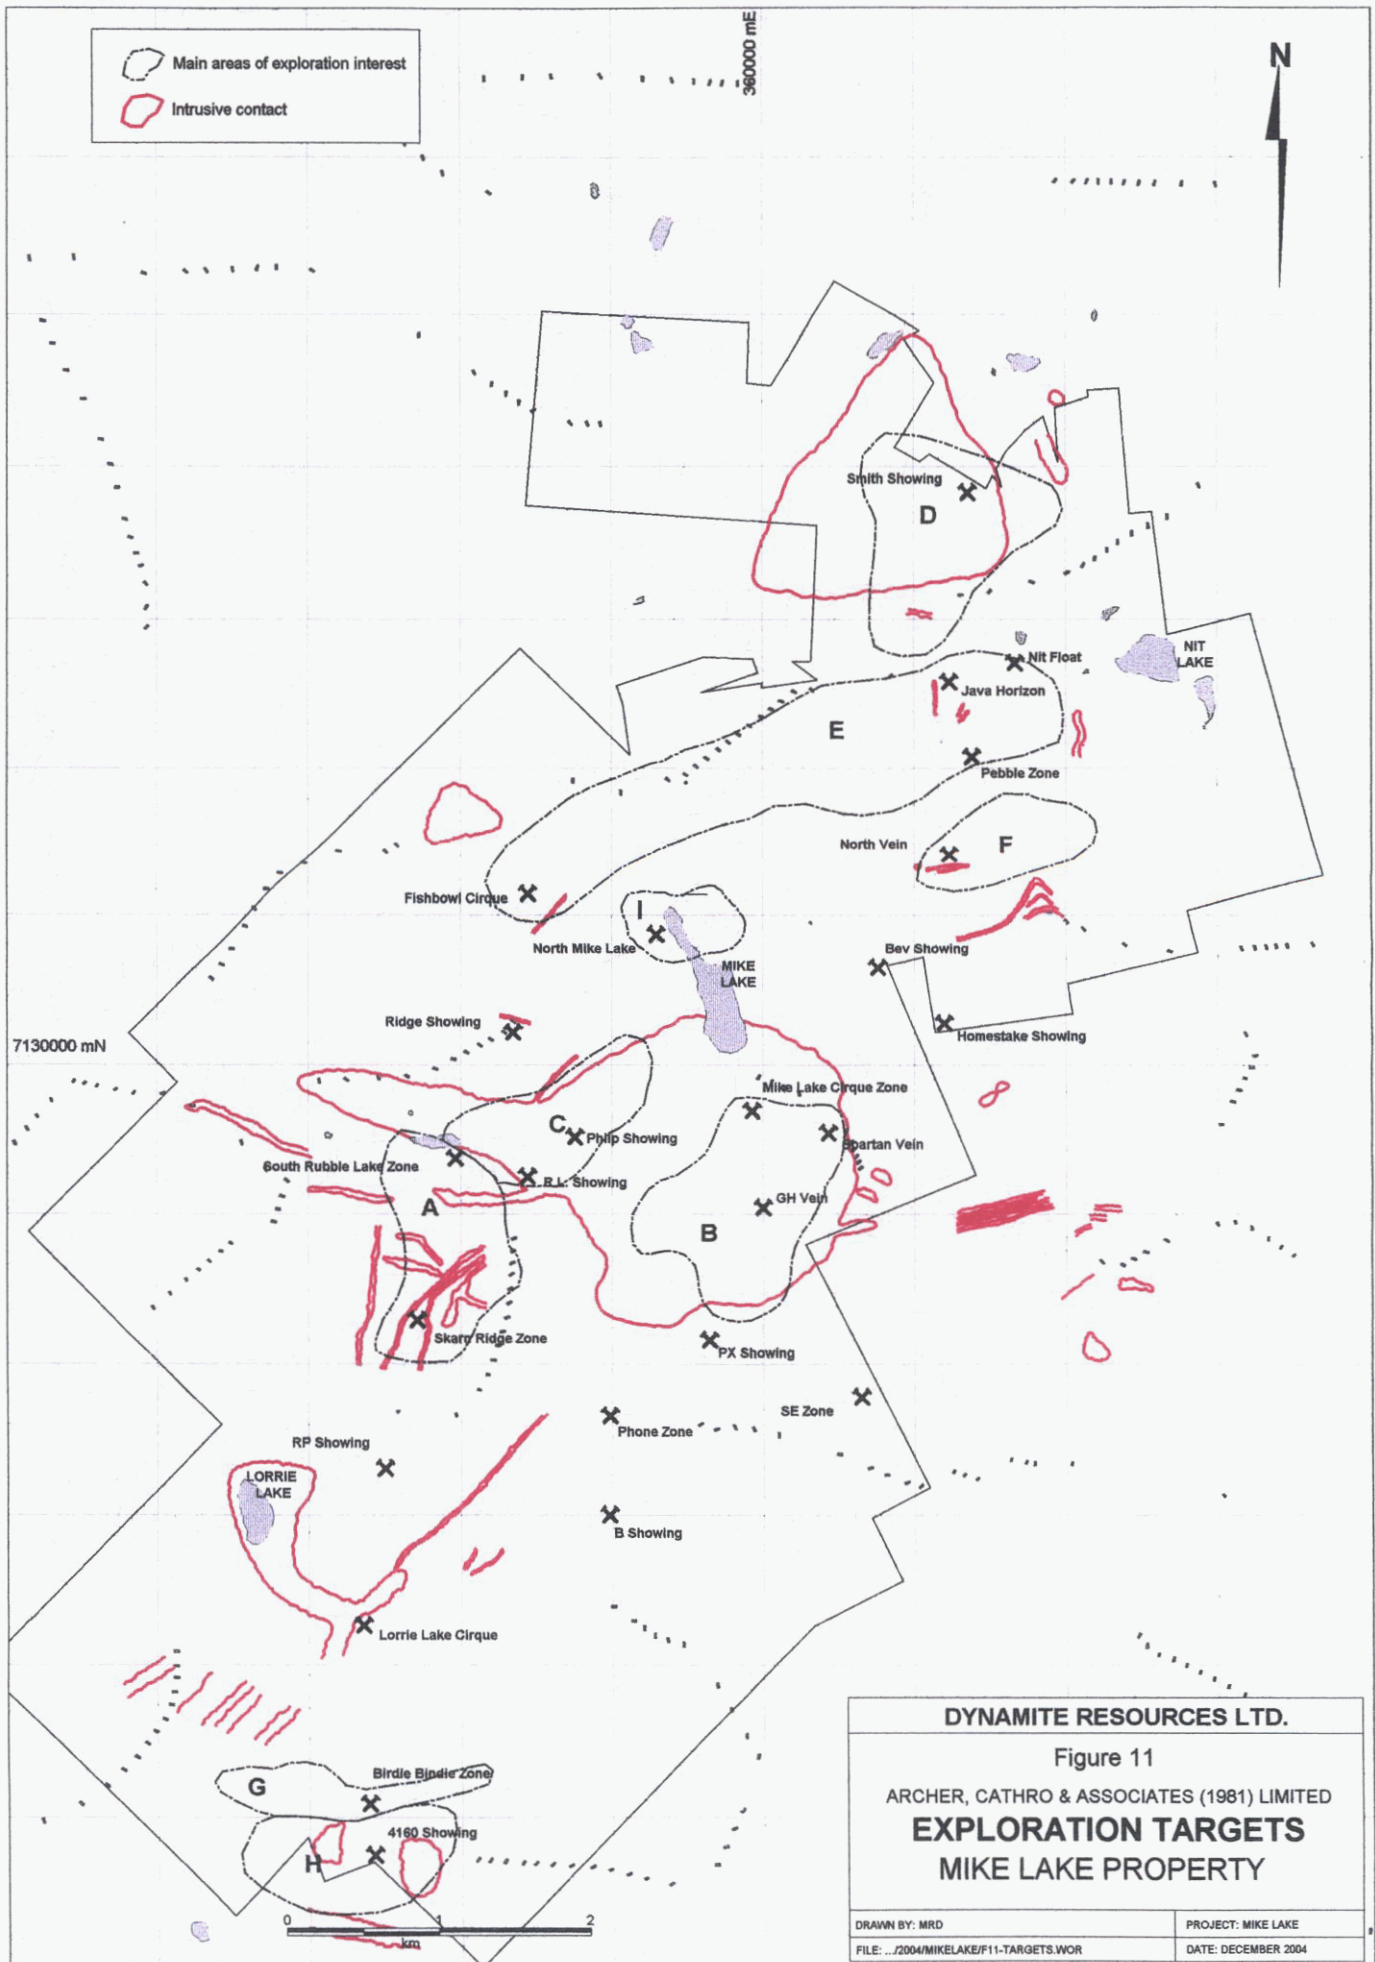 Main areas of exploration interest
Intrusive contact
360000 mE
N
Smith Showing
D
NIT
LAKE
Nit Float
Java Horizon
E
Pebble Zone
North Vein
F
Fishbowl Cirque
I
North Mike Lake
Bev Showing
MIKE
LAKE
Ridge Showing
Homestake Showing
7130000 mN
Mike Lake Cirque Zone
C
Philp Showing
Spartan Vein
South Rubble Lake Zone
R.L. Showing
GH Vein
A
B
Skarn Ridge Zone
PX Showing
SE Zone
Phone Zone
RP Showing
LORRIE
LAKE
B Showing
Lorrie Lake Cirque
G
Birdie Bindie Zone
4160 Showing
H
0 1 2
km
DYNAMITE RESOURCES LTD.
Figure 11
ARCHER, CATHRO & ASSOCIATES (1981) LIMITED
EXPLORATION TARGETS
MIKE LAKE PROPERTY
DRAWN BY: MRD
PROJECT: MIKE LAKE
FILE: .../2004/MIKELAKE/F11-TARGETS.WOR
DATE: DECEMBER 2004